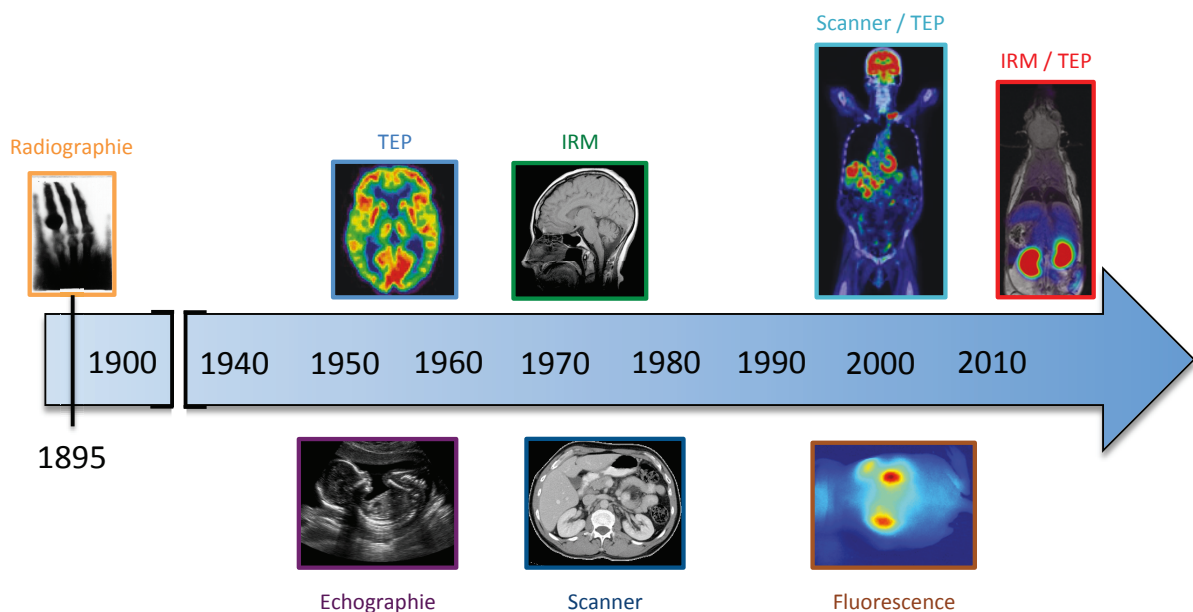 Scanner / TEP
IRM / TEP
Radiographie
TEP
IRM
1900
1940
1950
1960
1970
1980
1990
2000
2010
1895
Echographie
Scanner
Fluorescence